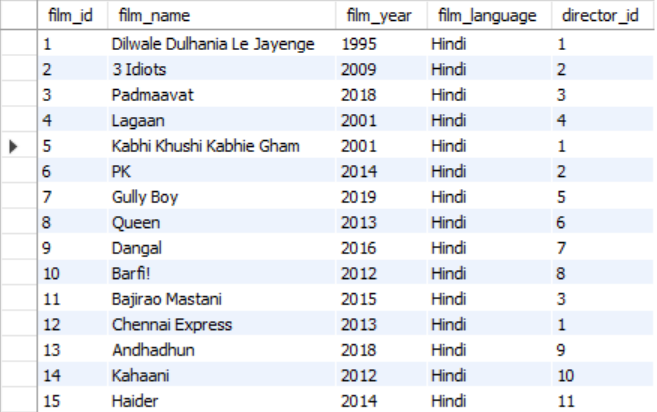 film_id film_name film_year film_language director_id
1 Dilwale Dulhania Le Jayenge 1995 Hindi 1
2 3 Idiots 2009 Hindi 2
3 Padmaavat 2018 Hindi 3
4 Lagaan 2001 Hindi 4
5 Kabhi Khushi Kabhie Gham 2001 Hindi 1
6 PK 2014 Hindi 2
7 Gully Boy 2019 Hindi 5
8 Queen 2013 Hindi 6
9 Dangal 2016 Hindi 7
10 Barfi! 2012 Hindi 8
11 Bajirao Mastani 2015 Hindi 3
12 Chennai Express 2013 Hindi 1
13 Andhadhun 2018 Hindi 9
14 Kahaani 2012 Hindi 10
15 Haider 2014 Hindi 11